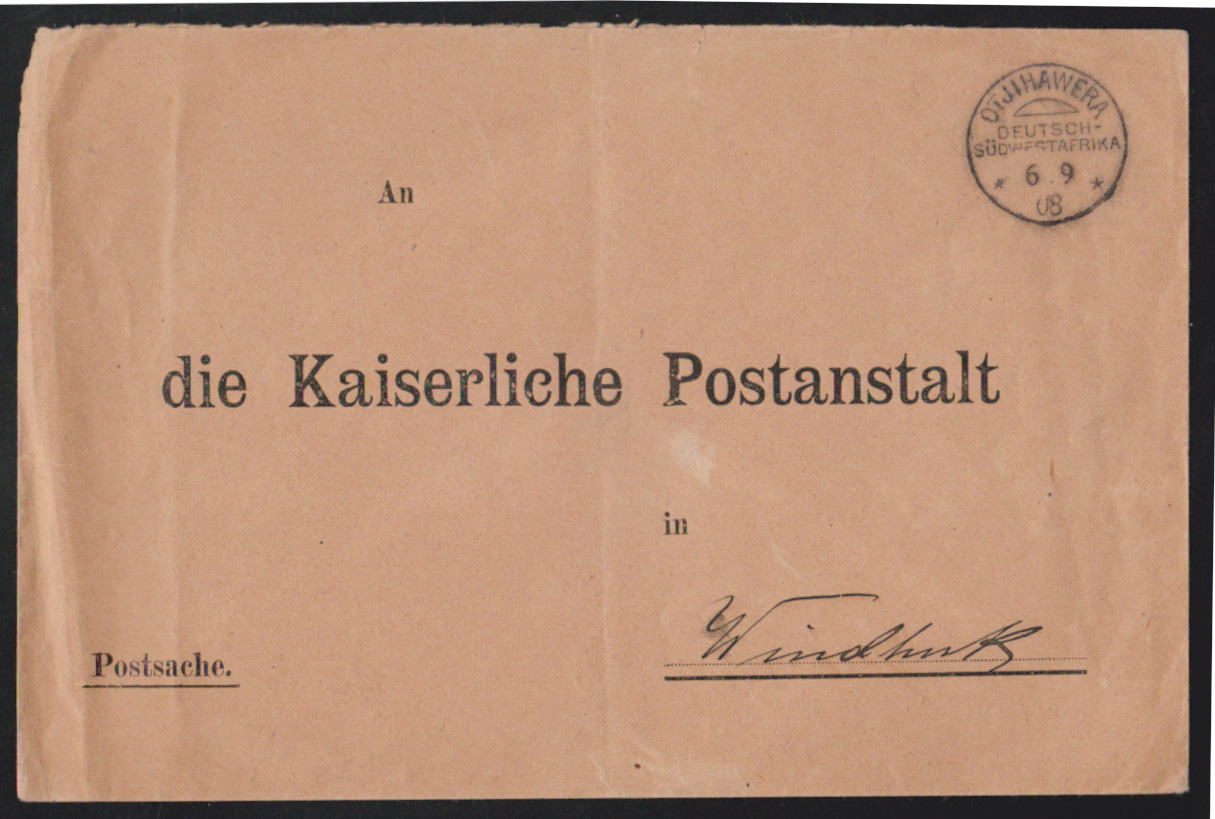 OTJIHAWERA
DEUTSCH-
SÜDWESTAFRIKA
* 6.9 *
08
An
die Kaiserliche Postanstalt
in
Windhuk
Postsache.